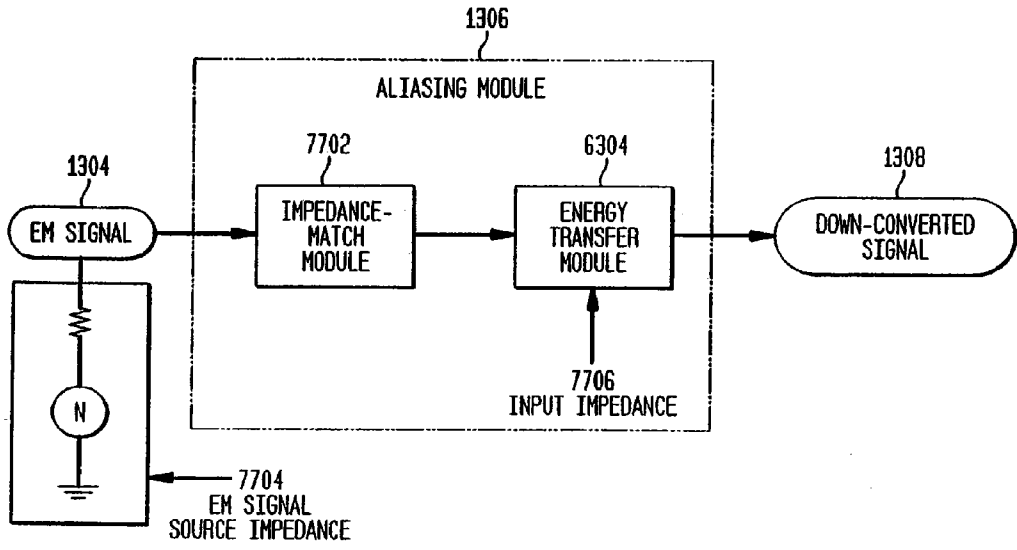 1306
ALIASING MODULE
7702
6304
1304
1308
EM SIGNAL
IMPEDANCE-
MATCH
MODULE
ENERGY
TRANSFER
MODULE
DOWN-CONVERTED
SIGNAL
N
7706
INPUT IMPEDANCE
7704
EM SIGNAL
SOURCE IMPEDANCE